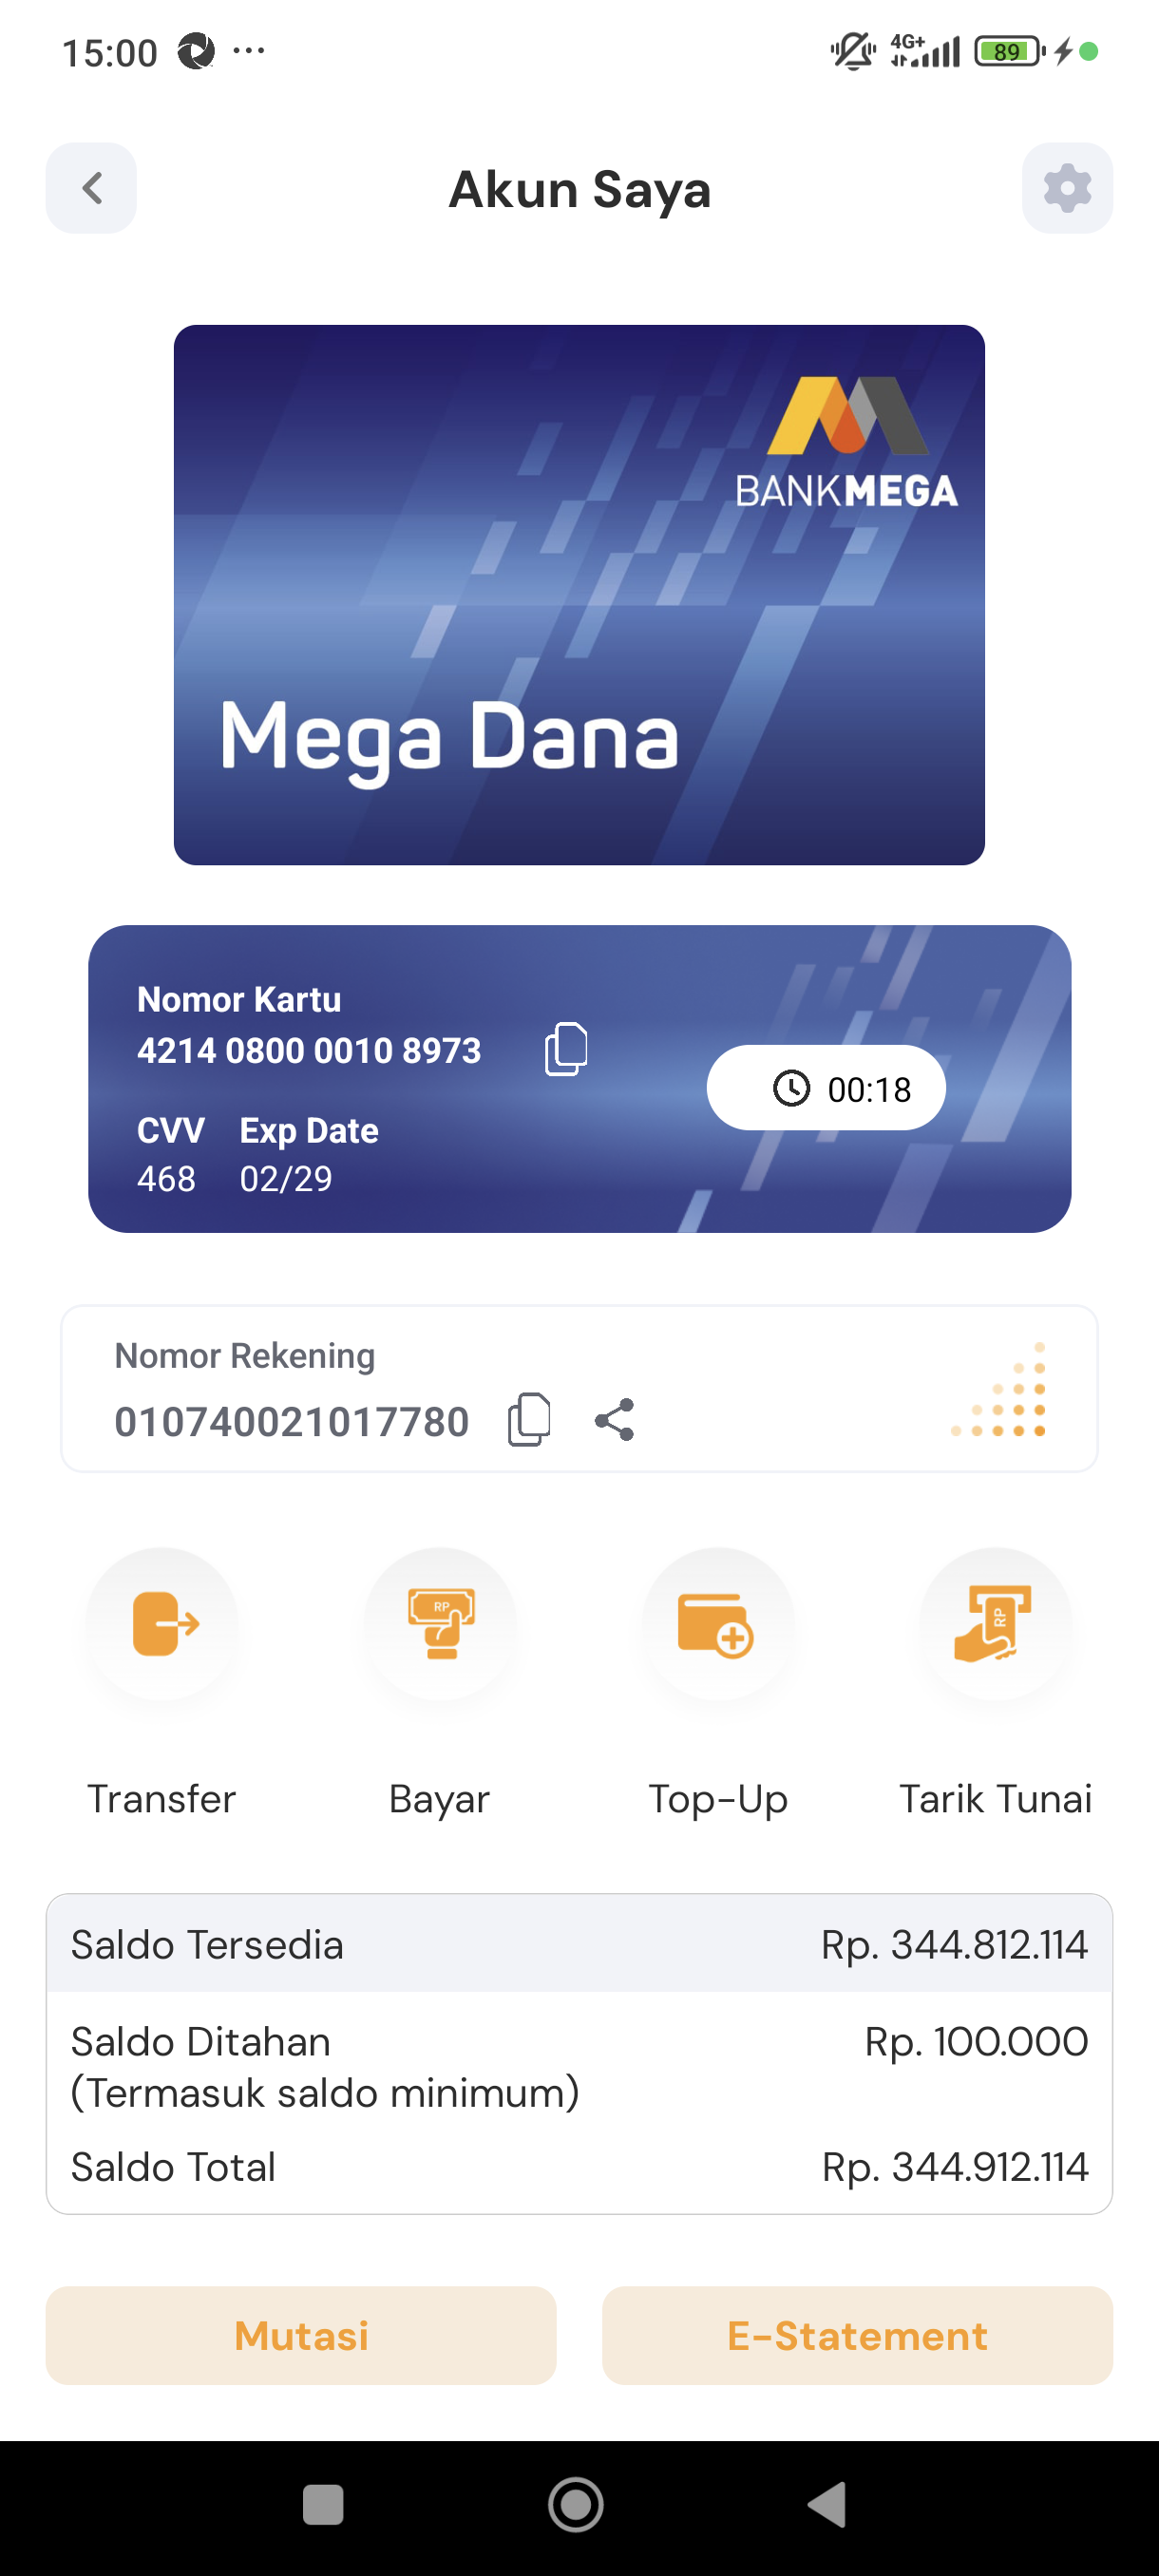 15:00 ...
4G+ 89
Akun Saya
BANKMEGA
Mega Dana
Nomor Kartu
4214 0800 0010 8973
00:18
CVV Exp Date
468 02/29
Nomor Rekening
010740021017780
RP RP
Transfer Bayar Top-Up Tarik Tunai
Saldo Tersedia Rp. 344.812.114
Saldo Ditahan Rp. 100.000
(Termasuk saldo minimum)
Saldo Total Rp. 344.912.114
Mutasi E-Statement